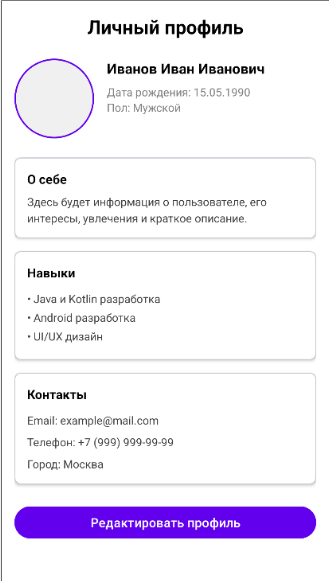 Личный профиль
Иванов Иван Иванович
Дата рождения: 15.05.1990
Пол: Мужской
О себе
Здесь будет информация о пользователе, его
интересы, увлечения и краткое описание.
Навыки
• Java и Kotlin разработка
• Android разработка
• UI/UX дизайн
Контакты
Email: example@mail.com
Телефон: +7 (999) 999-99-99
Город: Москва
Редактировать профиль